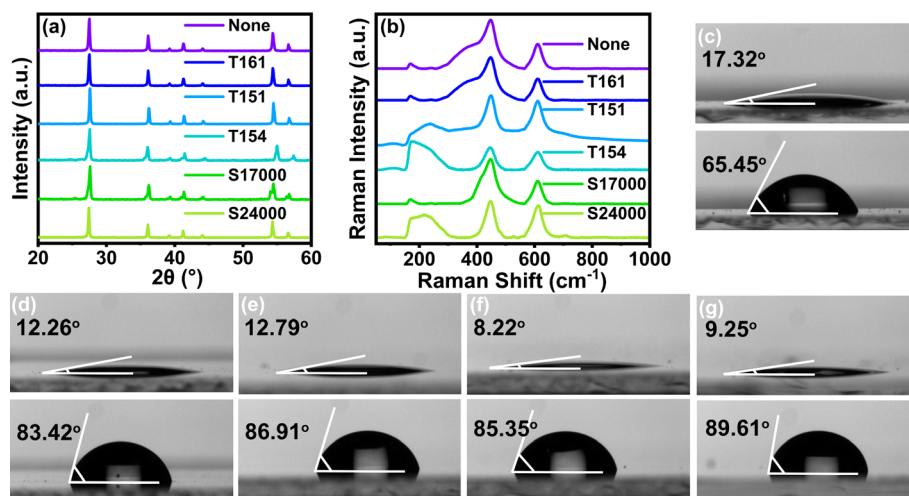 (a)
None
T161
T151
T154
S17000
S24000
Intensity (a.u.)
20 30 40 50 60
2θ (°)
(b)
None
T161
T151
T154
S17000
S24000
Raman Intensity (a.u.)
200 400 600 800 1000
Raman Shift (cm⁻¹)
(c)
17.32°
65.45°
(d)
12.26°
83.42°
(e)
12.79°
86.91°
(f)
8.22°
85.35°
(g)
9.25°
89.61°